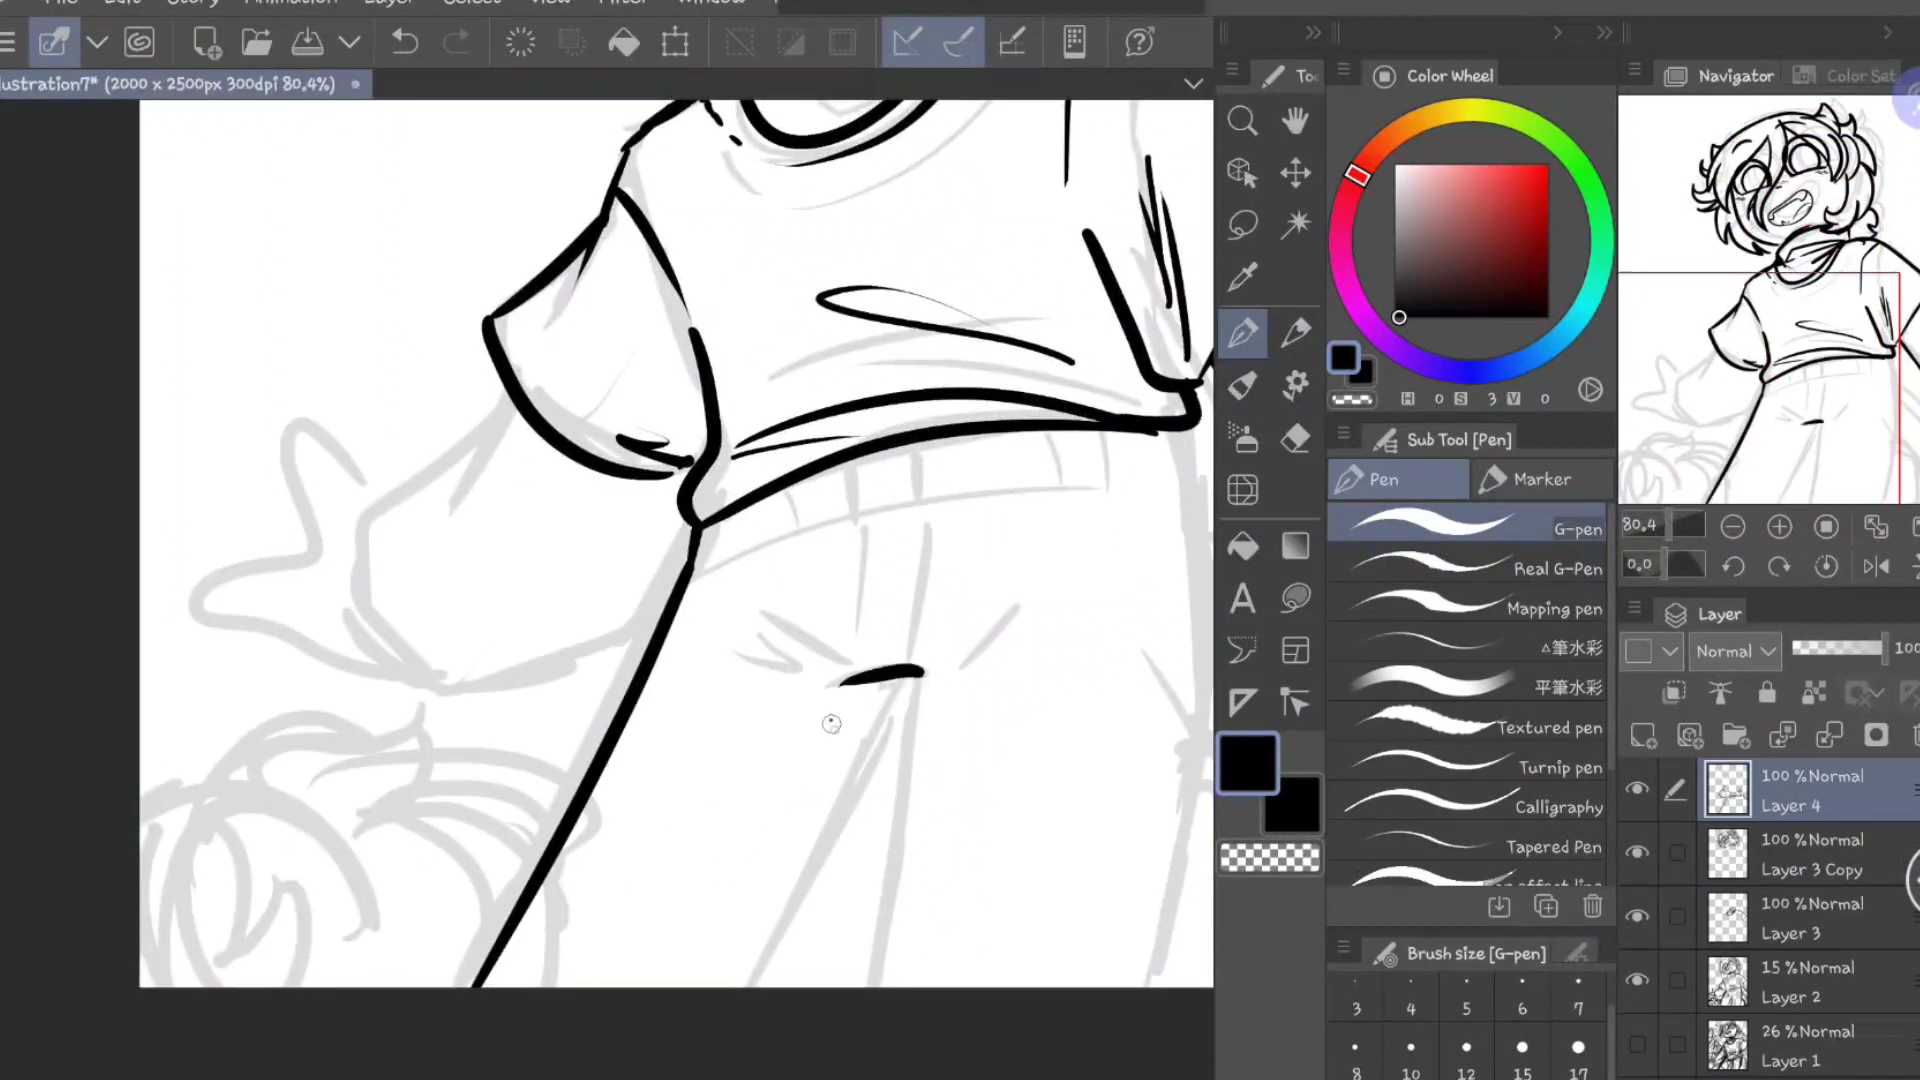 File Edit Story Animation Layer Select View Filter Window
lustration7* (2000 x 2500px 300dpi 80.4%)
Color Wheel
Navigator
Color Set
H 0 S 3 V 0
Sub Tool [Pen]
Pen
Marker
G-pen
Real G-Pen
Mapping pen
△筆水彩
平筆水彩
Textured pen
Turnip pen
Calligraphy
Tapered Pen
Brush size [G-pen]
3 4 5 6 7
8 10 12 15 17
80.4
0.0
Layer
Normal
100
100 %Normal
Layer 4
100 %Normal
Layer 3 Copy
100 %Normal
Layer 3
15 %Normal
Layer 2
26 %Normal
Layer 1